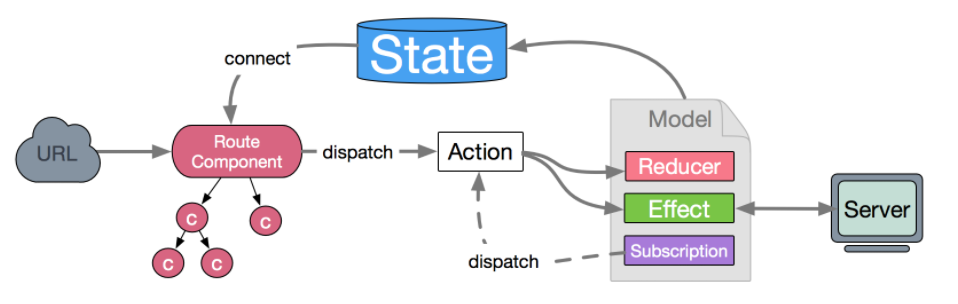 State
connect
URL
Route
Component
dispatch
Action
Model
Reducer
Effect
Subscription
Server
dispatch
C
C
C
C